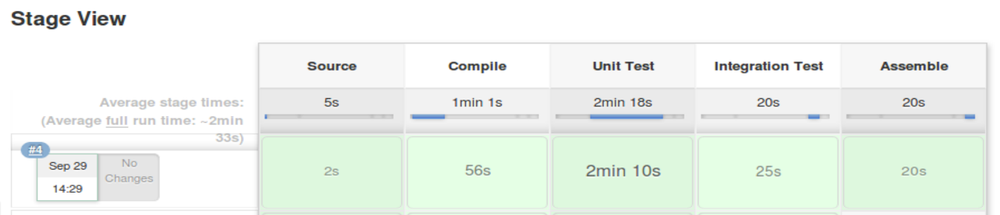 Stage View
Source Compile Unit Test Integration Test Assemble
Average stage times:
(Average full run time: ~2min
33s)
5s 1min 1s 2min 18s 20s 20s
#4
Sep 29
14:29
No
Changes
2s 56s 2min 10s 25s 20s